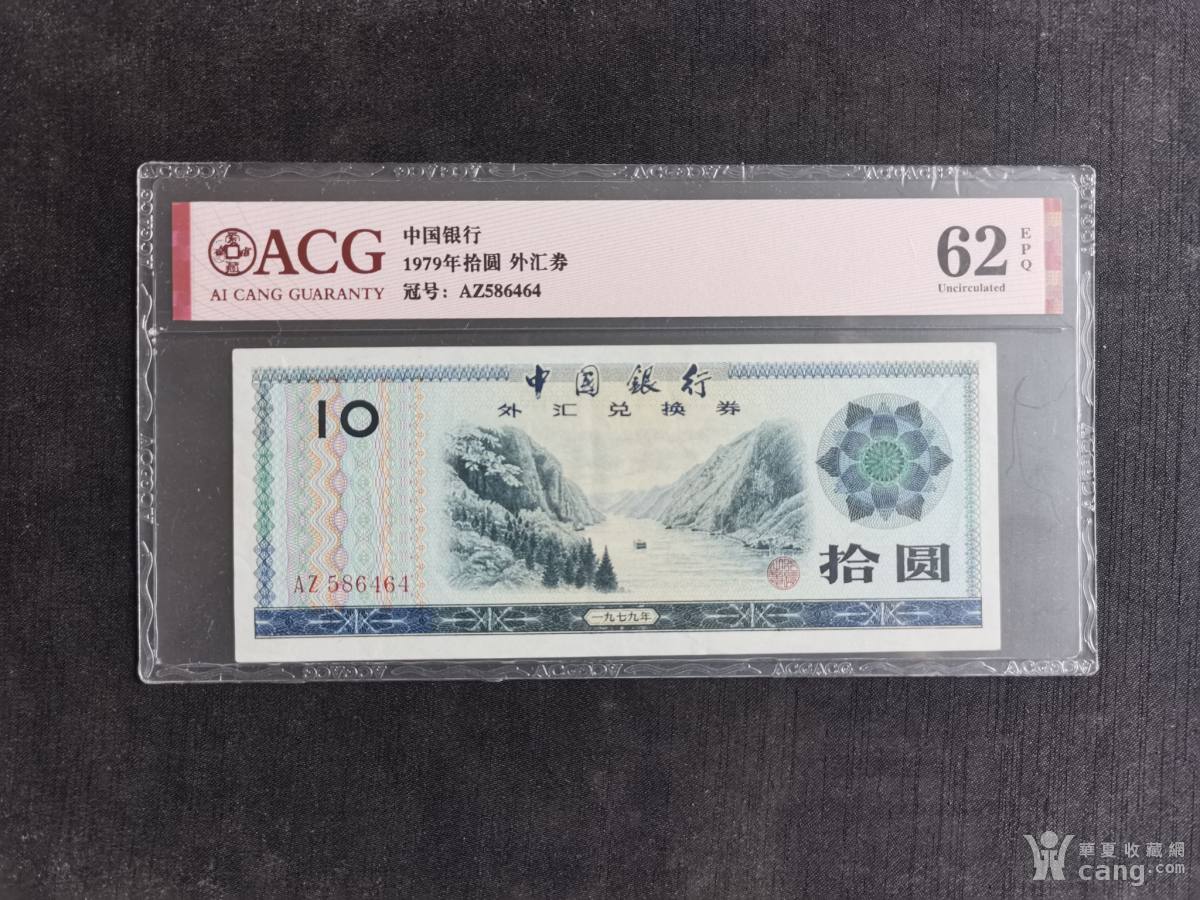 ACG
AI CANG GUARANTY
中国银行
1979年拾圆 外汇券
冠号：AZ586464
62
EPQ
Uncirculated
中国銀行
外汇兑换券
10
拾圆
AZ 586464
一九七九年
華夏收藏網
cang.com